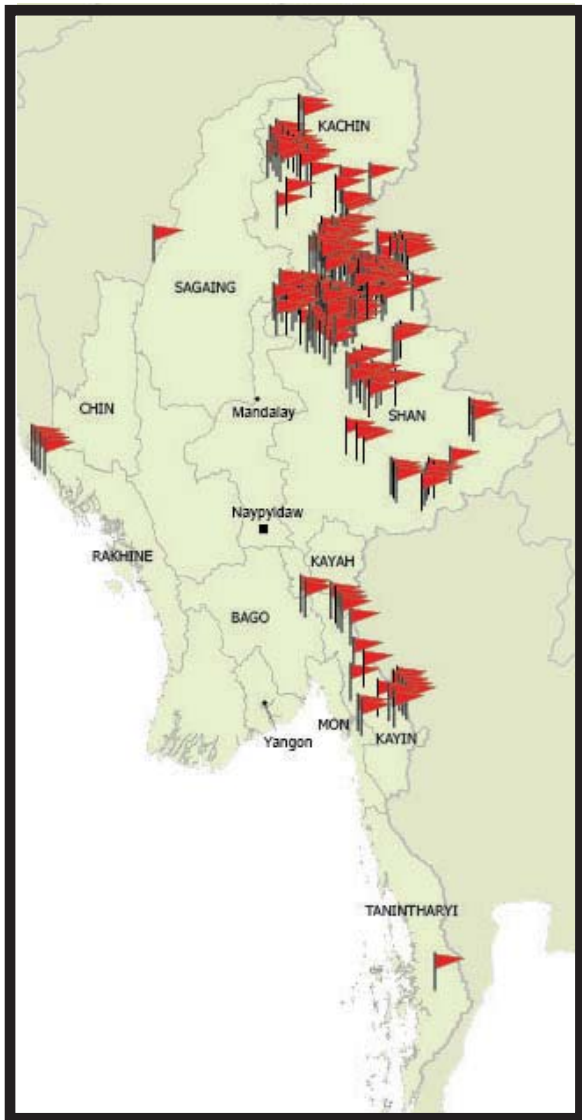 KACHIN
SAGAING
CHIN
Mandalay
SHAN
Naypyidaw
RAKHINE
KAYAH
BAGO
MON
KAYIN
Yangon
TANINTHARYI